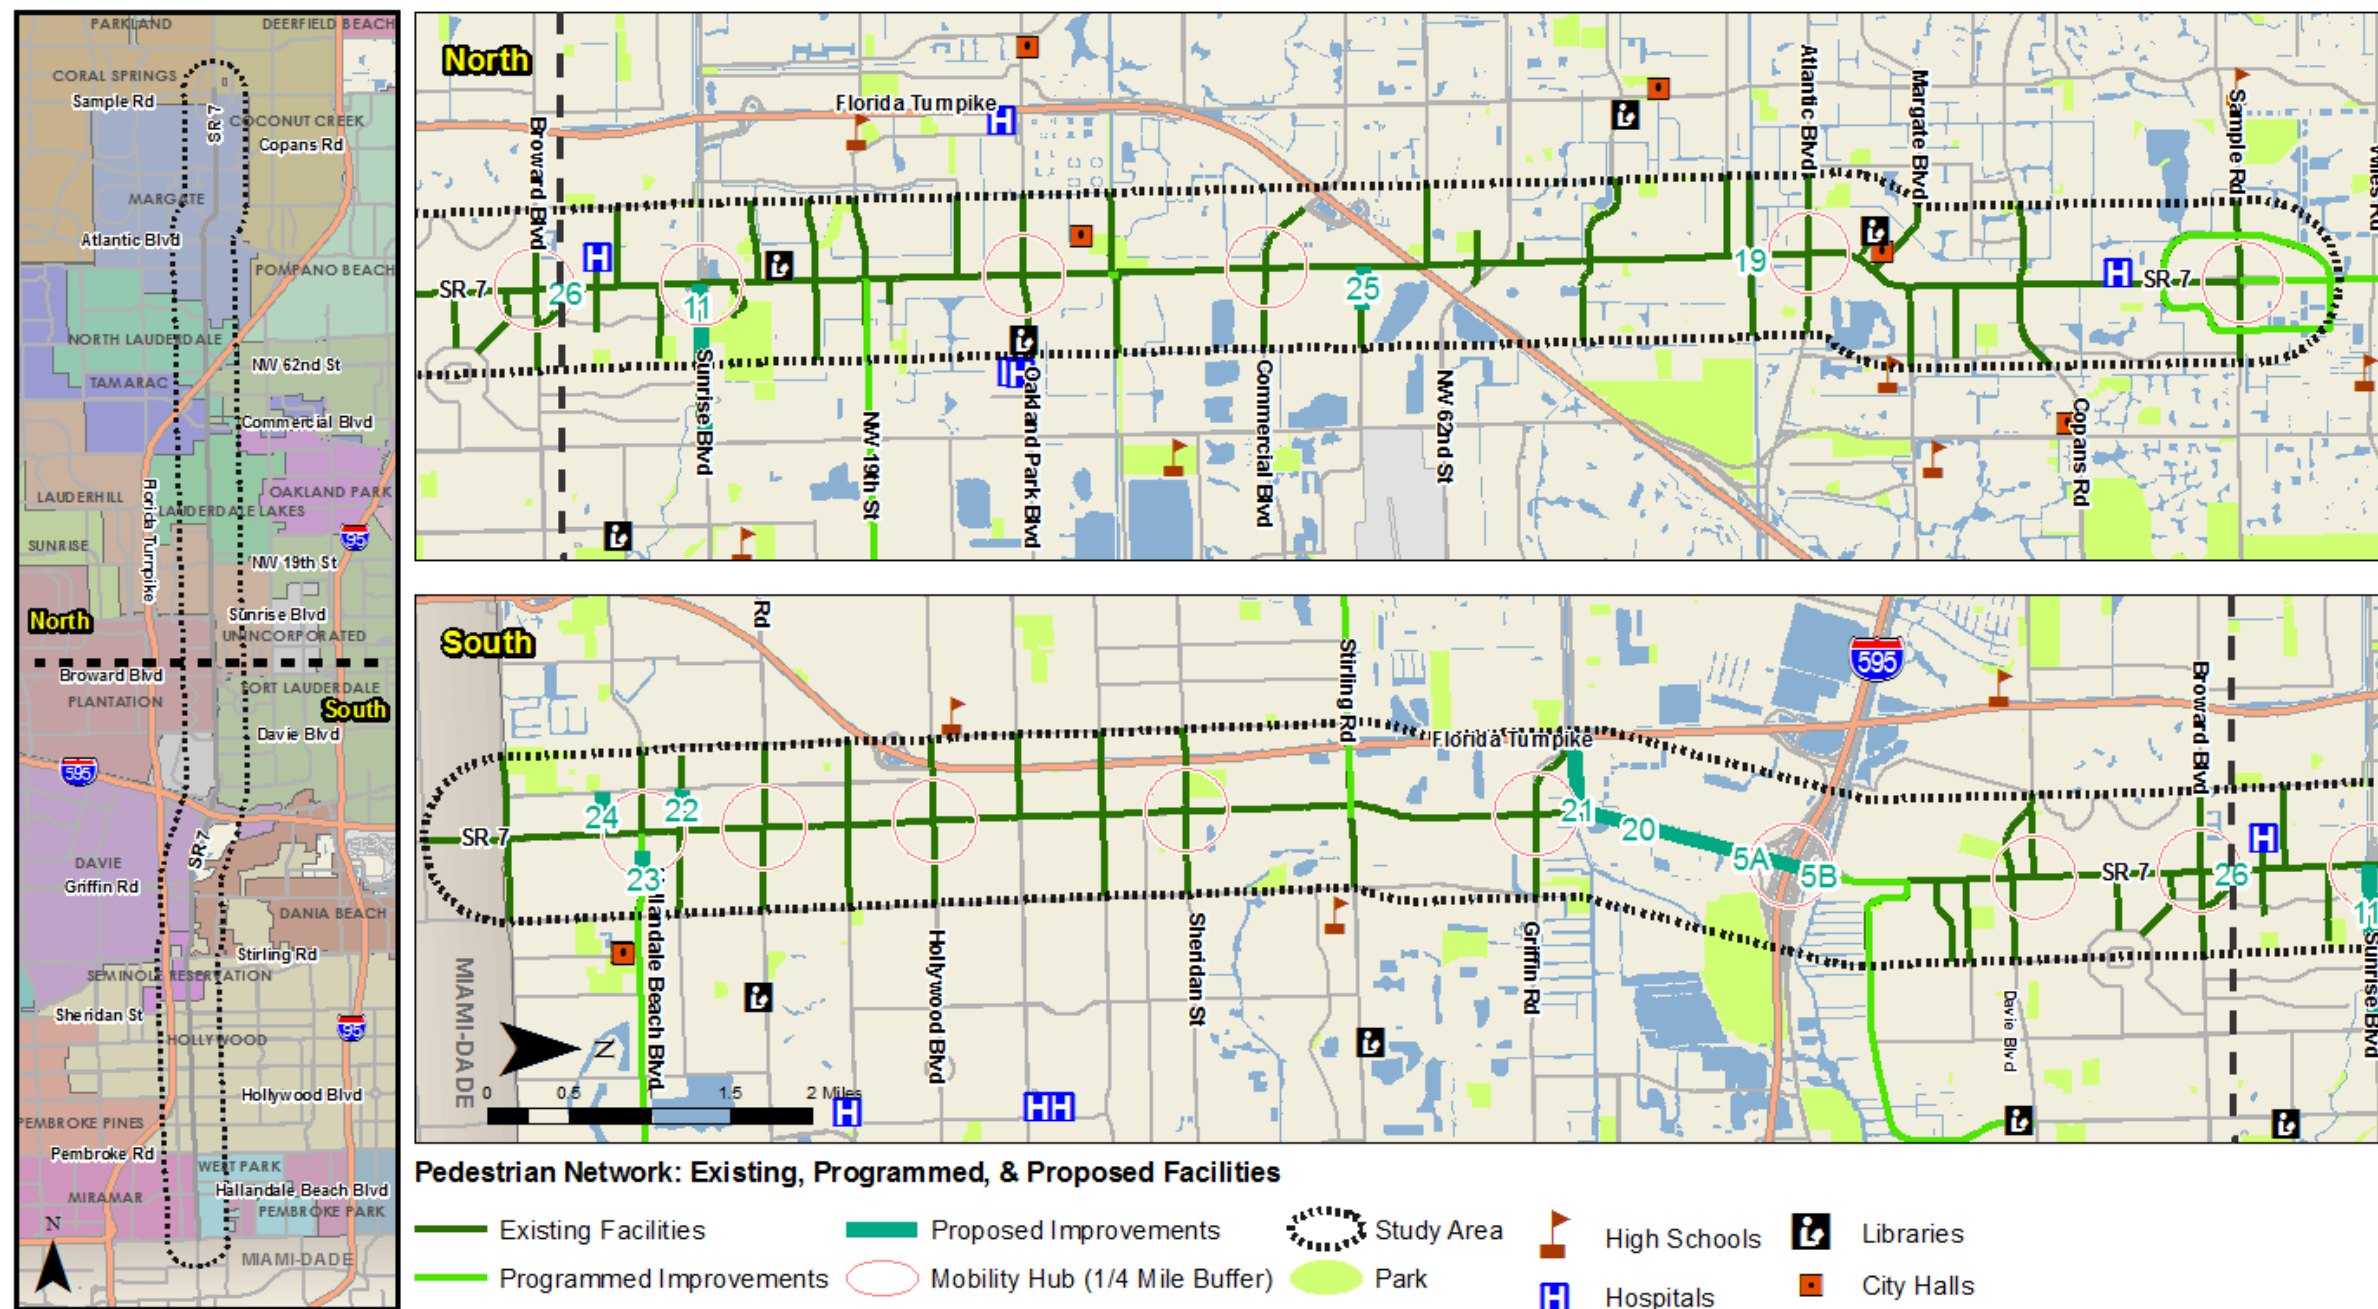 PARKLAND
DEERFIELD BEACH
CORAL SPRINGS
Sample Rd
SR 7
COCONUT CREEK
Copans Rd
MARGATE
Atlantic Blvd
POMPANO BEACH
NORTH LAUDERDALE
NW 62nd St
TAMARAC
Commercial Blvd
LAUDERHILL
OAKLAND PARK
Florida Turnpike
LAUDERDALE LAKES
95
SUNRISE
NW 19th St
Sunrise Blvd
North
UNINCORPORATED
Broward Blvd
FORT LAUDERDALE
PLANTATION
South
Davie Blvd
595
SR 7
DAVIE
Griffin Rd
DANIA BEACH
Stirling Rd
SEMINOLE RESERVATION
Sheridan St
95
HOLLYWOOD
Hollywood Blvd
PEMBROKE PINES
Pembroke Rd
WEST PARK
Hallandale Beach Blvd
MIRAMAR
PEMBROKE PARK
N
MIAMI-DADE
North
Florida Turnpike
H
Broward Blvd
Atlantic Blvd
Margate Blvd
Sample Rd
Wiles Rd
H
SR 7
26
11
25
19
H
SR 7
H
Sunrise Blvd
NW 19th St
Oakland Park Blvd
Commercial Blvd
NW 62nd St
Copans Rd
South
Rd
Stirling Rd
595
Broward Blvd
Florida Turnpike
SR 7
24
22
23
21
20
5A
5B
SR 7
26
H
11
llandale Beach Blvd
Hollywood Blvd
Sheridan St
Griffin Rd
Davie Blvd
Sunrise Blvd
MIAMI-DADE
N
0 0.5 1 1.5 2 Miles
H
HH
Pedestrian Network: Existing, Programmed, & Proposed Facilities
Existing Facilities
Proposed Improvements
Study Area
High Schools
Libraries
Programmed Improvements
Mobility Hub (1/4 Mile Buffer)
Park
H
Hospitals
City Halls